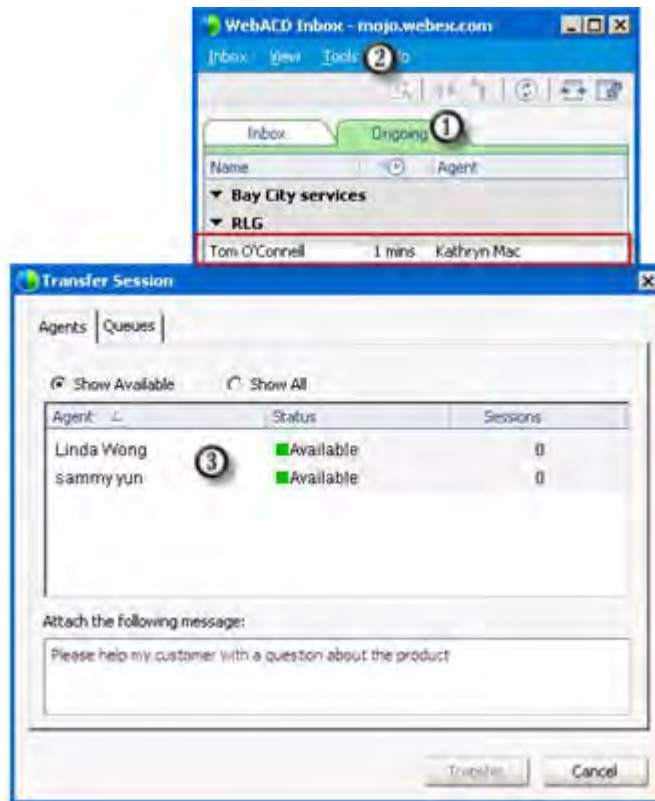 WebACD Inbox - mojo.webex.com
Inbox View Tools 2 p
Inbox Ongoing 1
Name Agent
Bay City services
RLG
Tom O'Connell 1 mins Kathryn Mac
Transfer Session
Agents Queues
Show Available Show All
Agent Status Sessions
Linda Wong Available 0
3
sammy yun Available 0
Attach the following message:
Please help my customer with a question about the product
Transfer Cancel